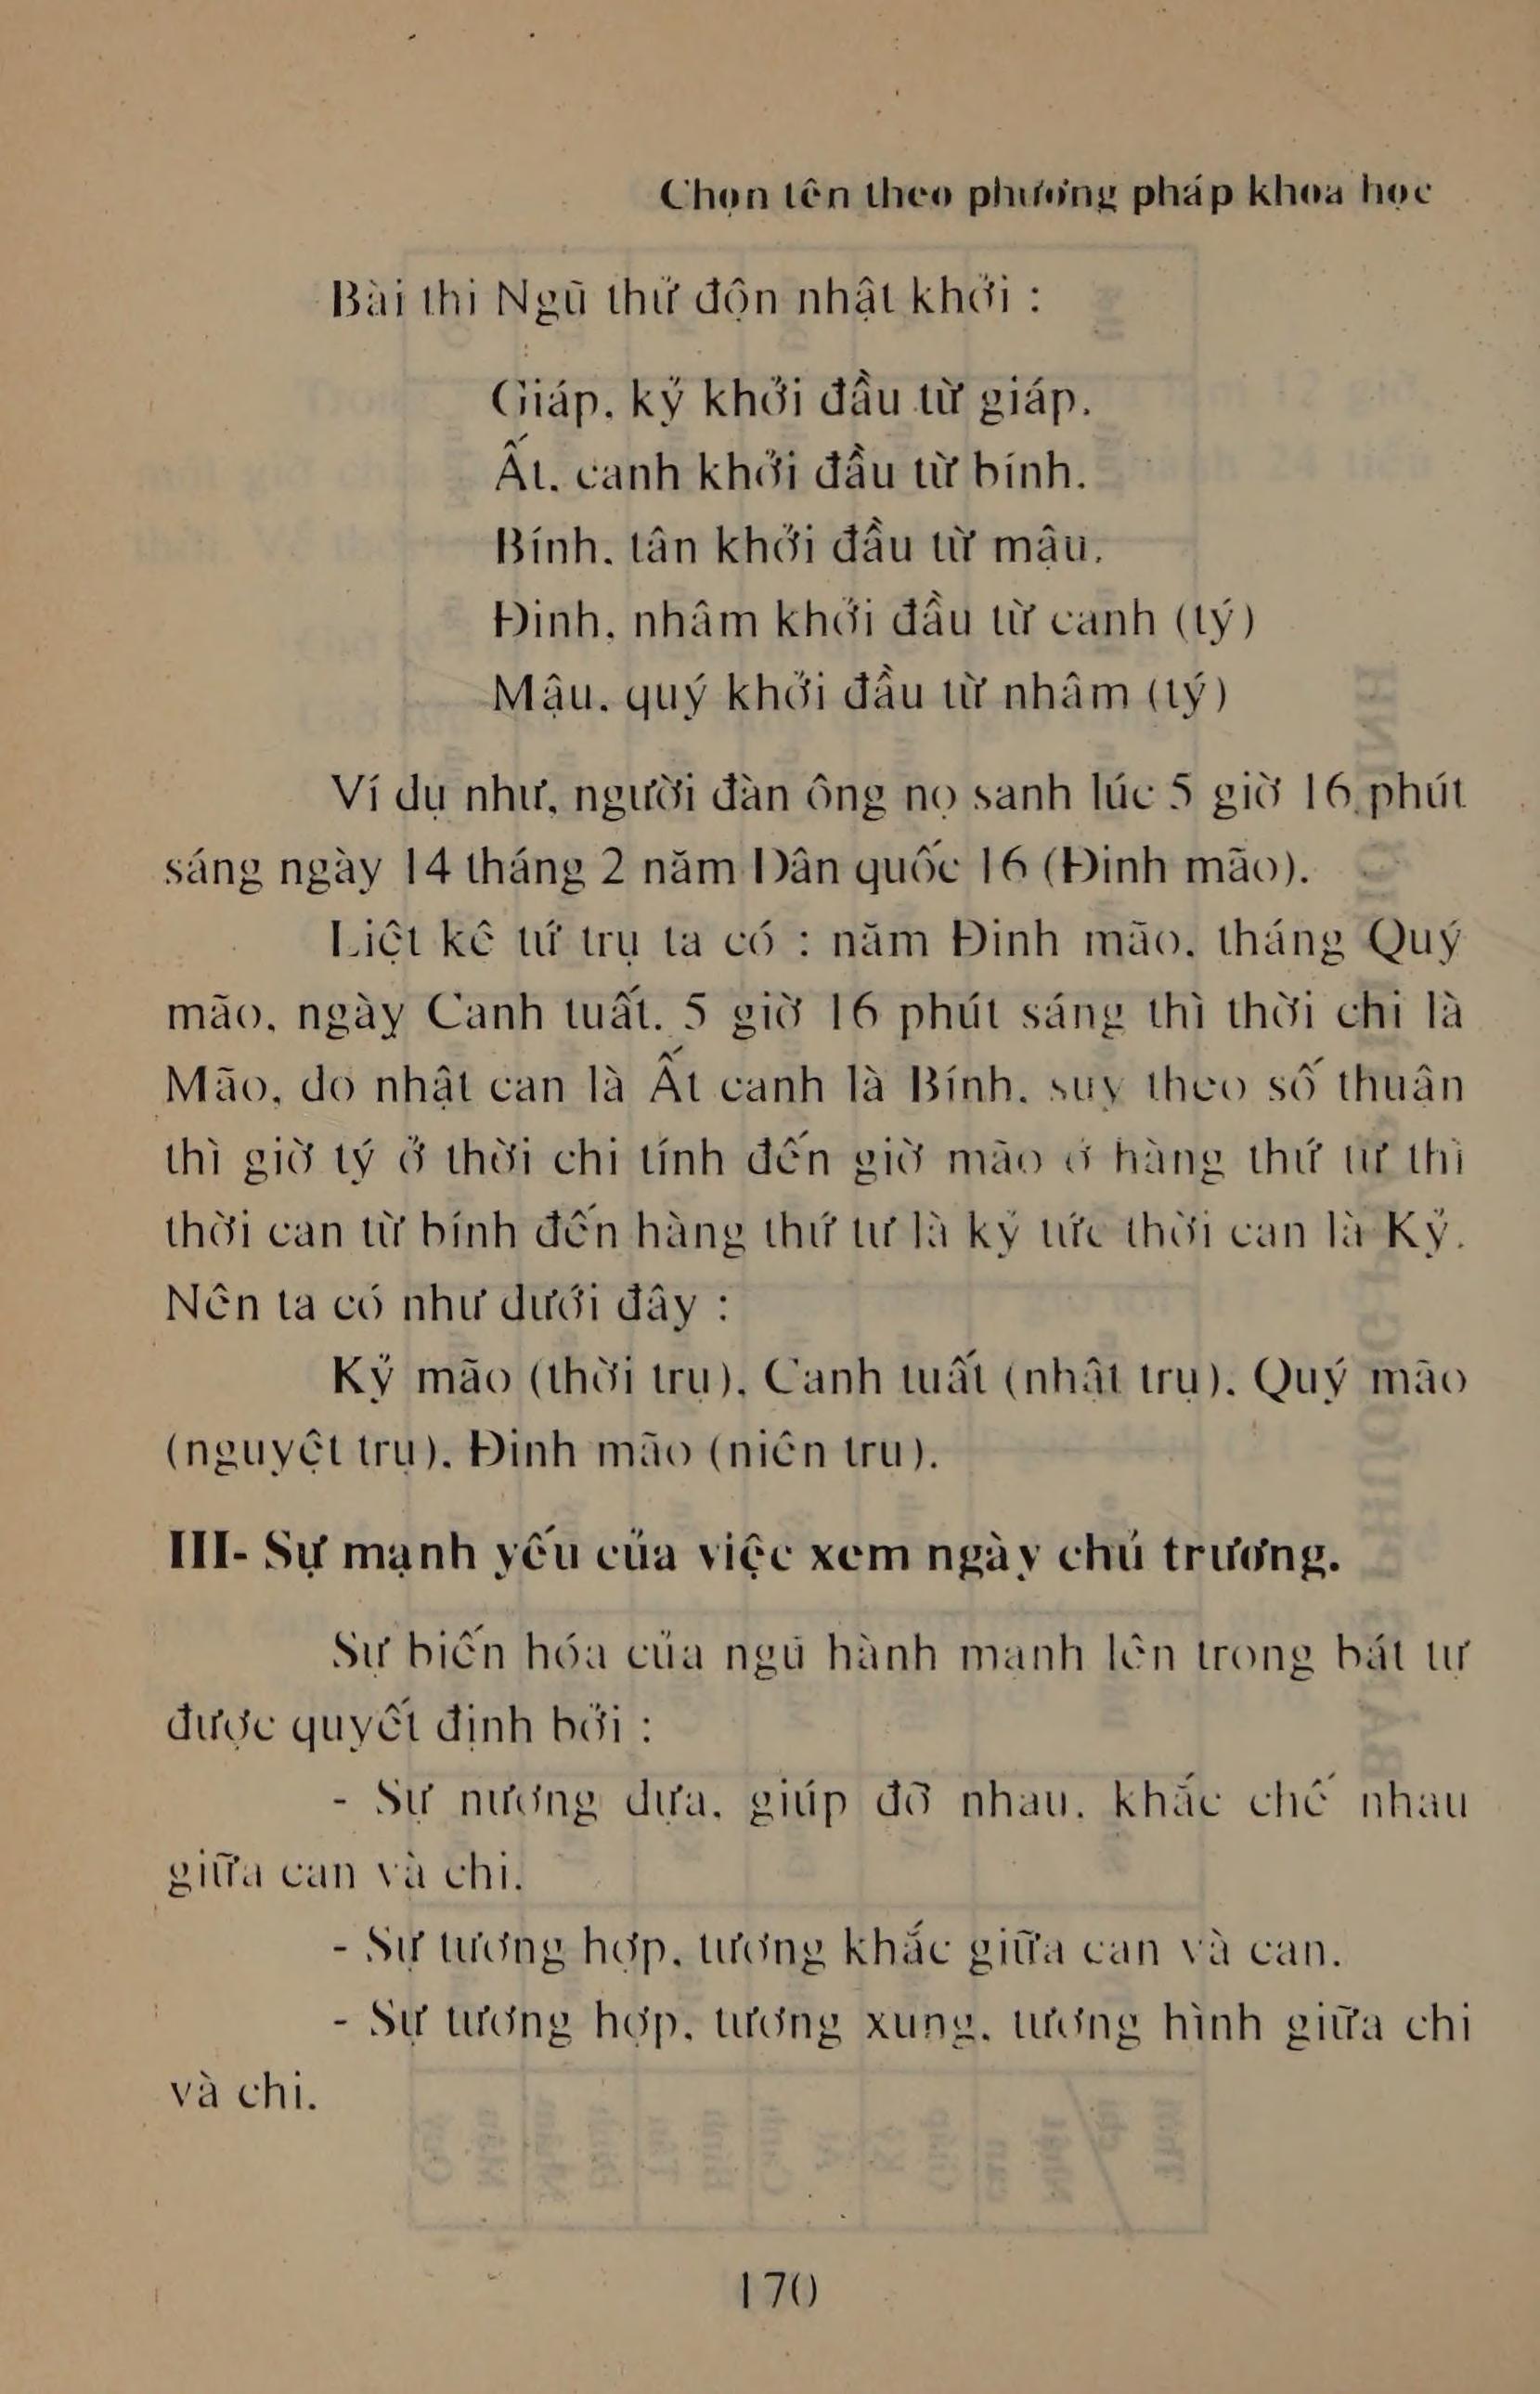 Chọn tên theo phương pháp khoa học
Bài thi Ngũ thử độn nhật khởi :
Giáp, kỷ khởi đầu từ giáp.
Ất, canh khởi đầu từ bính.
Bính, tân khởi đầu từ mậu.
Đinh, nhâm khởi đầu từ canh (tý)
Mậu, quý khởi đầu từ nhâm (tý)
Ví dụ như, người đàn ông nọ sanh lúc 5 giờ 16 phút
sáng ngày 14 tháng 2 năm Dân quốc 16 (Đinh mão).
Liệt kê tứ trụ ta có : năm Đinh mão, tháng Quý
mão, ngày Canh tuất. 5 giờ 16 phút sáng thì thời chi là
Mão, do nhật can là Ất canh là Bính, suy theo số thuận
thì giờ tý ở thời chi tính đến giờ mão ở hàng thứ tư thì
thời can từ bính đến hàng thứ tư là kỷ tức thời can là Kỷ.
Nên ta có như dưới đây :
Kỷ mão (thời trụ), Canh tuất (nhật trụ), Quý mão
(nguyệt trụ), Đinh mão (niên trụ).
III- Sự mạnh yếu của việc xem ngày chủ trương.
Sự biến hóa của ngũ hành mạnh lên trong bát tự
được quyết định bởi :
- Sự nương dựa, giúp đỡ nhau, khắc chế nhau
giữa can và chi.
- Sự tương hợp, tương khắc giữa can và can.
- Sự tương hợp, tương xung, tương hình giữa chi
và chi.
170